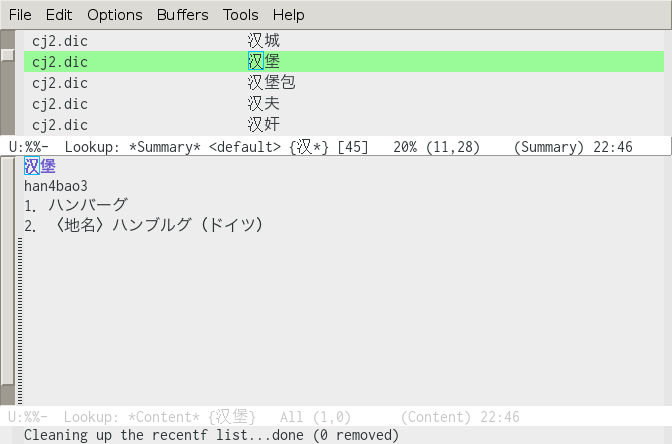 File Edit Options Buffers Tools Help
cj2.dic 汉城
cj2.dic 汉堡
cj2.dic 汉堡包
cj2.dic 汉夫
cj2.dic 汉奸
U:%%- Lookup: *Summary* <default> {汉*} [45] 20% (11,28) (Summary) 22:46
汉堡
han4bao3
1. ハンバーグ
2. 〈地名〉ハンブルグ（ドイツ）
U:%%- Lookup: *Content* {汉堡} All (1,0) (Content) 22:46
Cleaning up the recentf list...done (0 removed)